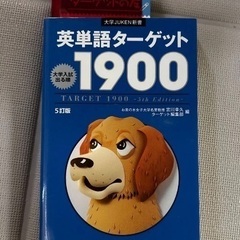 大学JUKEN新書
英単語ターゲット
大学入試
出る順
1900
TARGET 1900 -5th Edition-
5訂版
ターゲット編集部 編